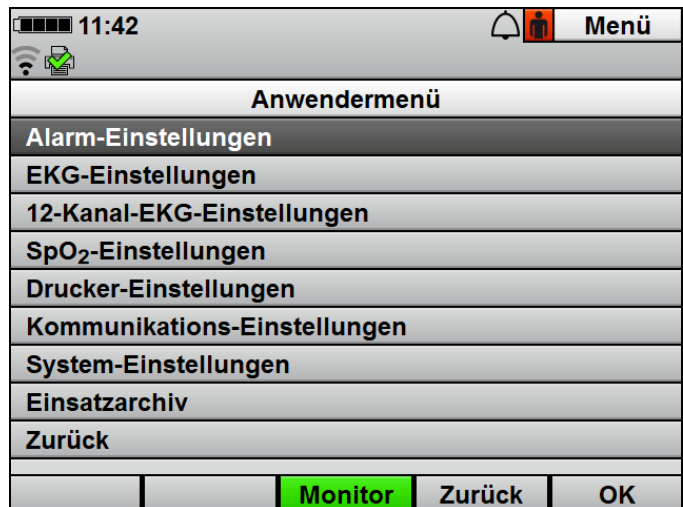 11:42 Menü
Anwendermenü
Alarm-Einstellungen
EKG-Einstellungen
12-Kanal-EKG-Einstellungen
SpO₂-Einstellungen
Drucker-Einstellungen
Kommunikations-Einstellungen
System-Einstellungen
Einsatzarchiv
Zurück
Monitor Zurück OK